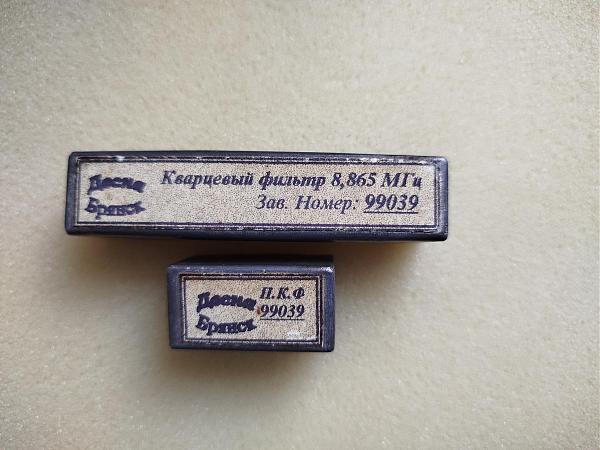 Десна
Брянск
Кварцевый фильтр 8,865 МГц
Зав. Номер: 99039
Десна
Брянск
П.К.Ф
99039